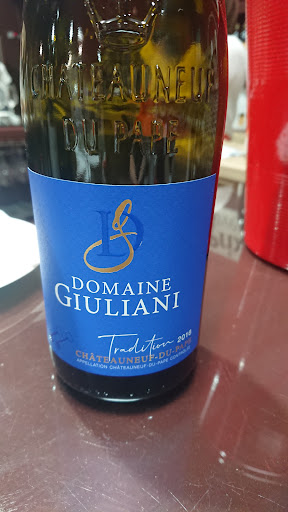 CHÂTEAUNEUF
DU PAPE
DOMAINE
GIULIANI
Tradition 2018
CHÂTEAUNEUF-DU-PAPE
APPELLATION CHÂTEAUNEUF-DU-PAPE CONTRÔLÉE